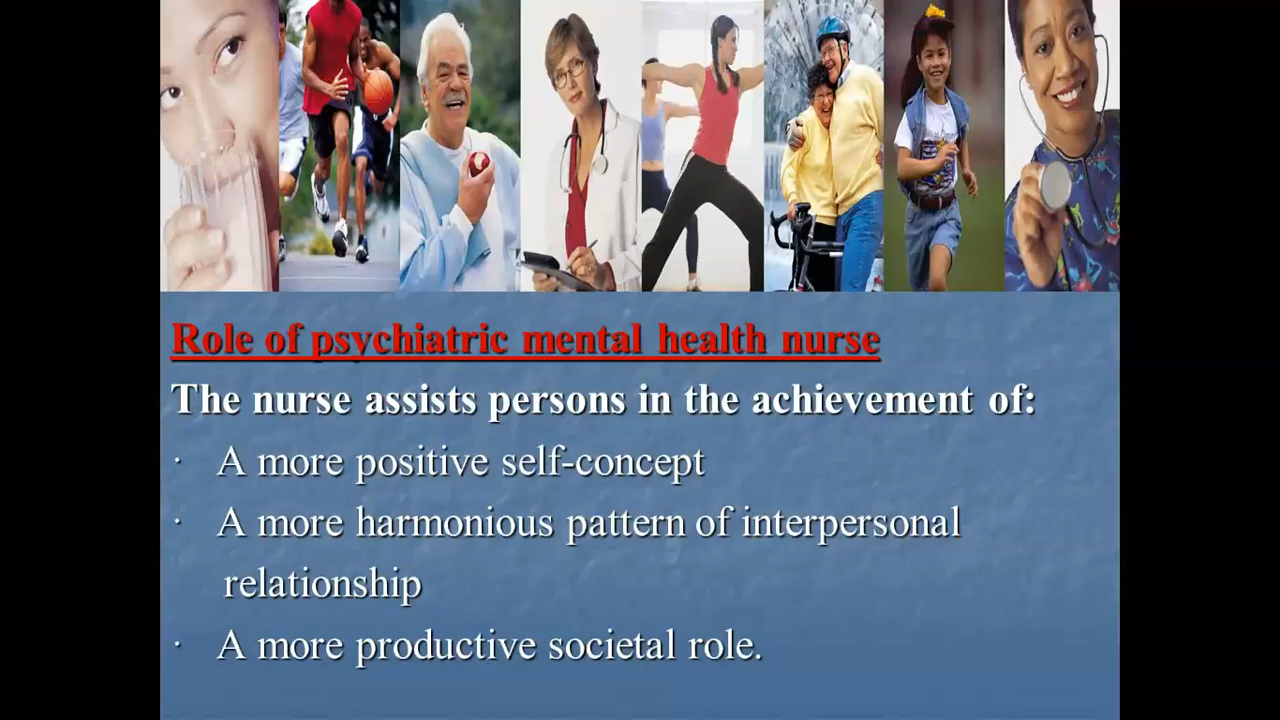 Role of psychiatric mental health nurse
The nurse assists persons in the achievement of:
· A more positive self-concept
· A more harmonious pattern of interpersonal
relationship
· A more productive societal role.